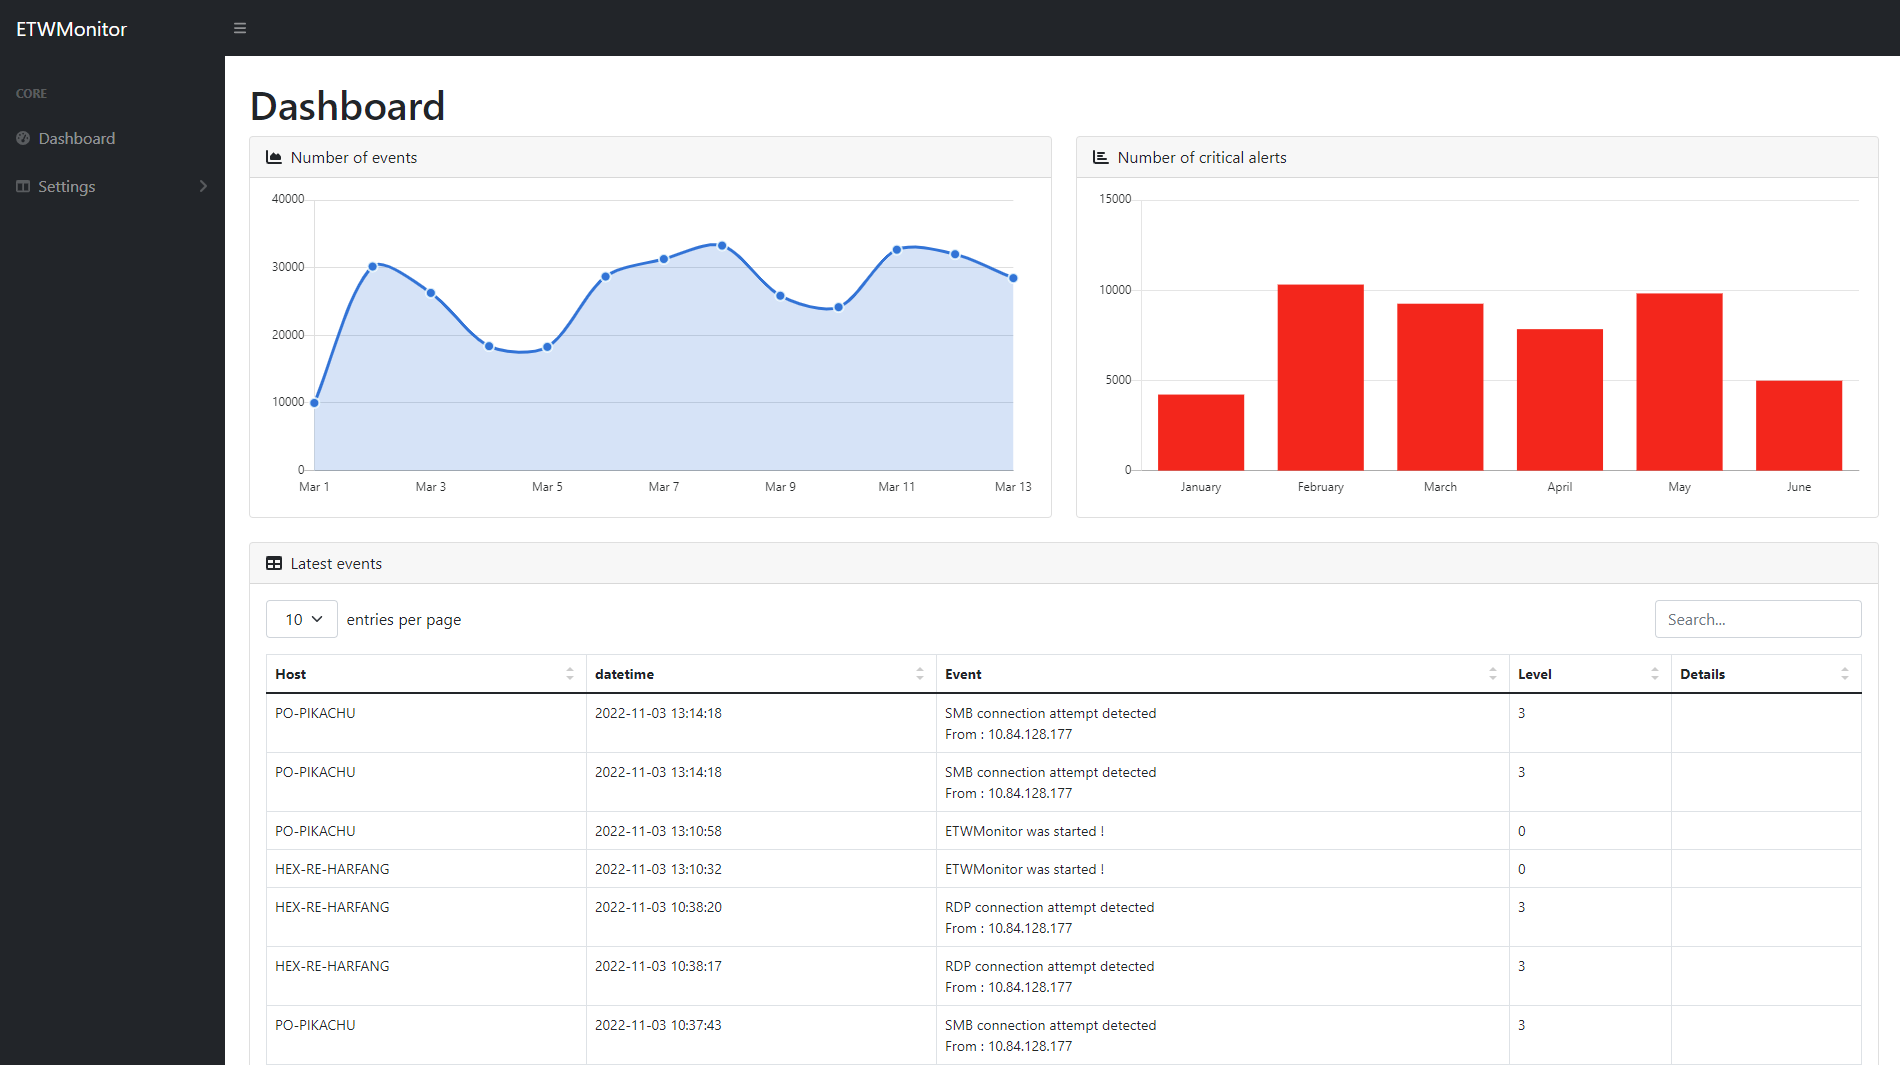 ETWMonitor
CORE
Dashboard
Settings
Dashboard
Number of events
40000
30000
20000
10000
0
Mar 1 Mar 3 Mar 5 Mar 7 Mar 9 Mar 11 Mar 13
Number of critical alerts
15000
10000
5000
0
January February March April May June
Latest events
10 entries per page Search...
Host datetime Event Level Details
PO-PIKACHU 2022-11-03 13:14:18 SMB connection attempt detected 3
From : 10.84.128.177
PO-PIKACHU 2022-11-03 13:14:18 SMB connection attempt detected 3
From : 10.84.128.177
PO-PIKACHU 2022-11-03 13:10:58 ETWMonitor was started ! 0
HEX-RE-HARFANG 2022-11-03 13:10:32 ETWMonitor was started ! 0
HEX-RE-HARFANG 2022-11-03 10:38:20 RDP connection attempt detected 3
From : 10.84.128.177
HEX-RE-HARFANG 2022-11-03 10:38:17 RDP connection attempt detected 3
From : 10.84.128.177
PO-PIKACHU 2022-11-03 10:37:43 SMB connection attempt detected 3
From : 10.84.128.177